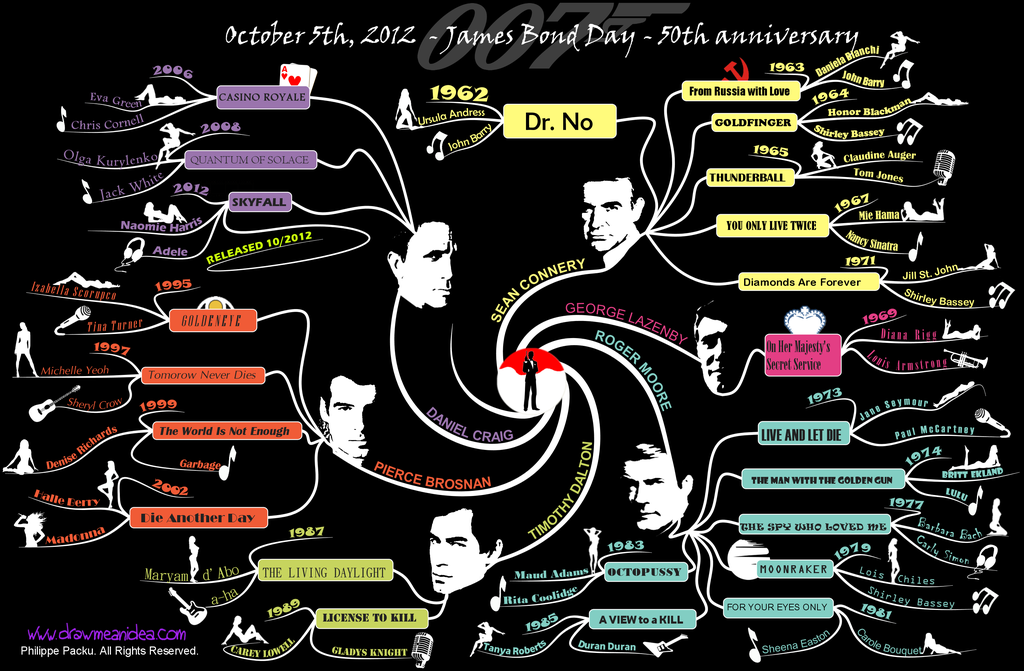 007
October 5th, 2012 - James Bond Day - 50th anniversary
1962
Ursula Andress
John Barry
Dr. No
SEAN CONNERY
1963
From Russia with Love
Daniela Bianchi
John Barry
1964
GOLDFINGER
Honor Blackman
Shirley Bassey
1965
THUNDERBALL
Claudine Auger
Tom Jones
1967
YOU ONLY LIVE TWICE
Mie Hama
Nancy Sinatra
1971
Diamonds Are Forever
Jill St. John
Shirley Bassey
GEORGE LAZENBY
1969
On Her Majesty's
Secret Service
Diana Rigg
Louis Armstrong
ROGER MOORE
1973
LIVE AND LET DIE
Jane Seymour
Paul McCartney
1974
THE MAN WITH THE GOLDEN GUN
BRITT EKLAND
LULU
1977
THE SPY WHO LOVED ME
Barbara Bach
Carly Simon
1979
MOONRAKER
Lois Chiles
Shirley Bassey
FOR YOUR EYES ONLY
1981
Sheena Easton
Carole Bouquet
1983
OCTOPUSSY
Maud Adams
Rita Coolidge
1985
A VIEW to a KILL
Tanya Roberts
Duran Duran
TIMOTHY DALTON
1987
THE LIVING DAYLIGHT
Maryam d'Abo
a-ha
1989
LICENSE TO KILL
CAREY LOWELL
GLADYS KNIGHT
PIERCE BROSNAN
1995
GOLDENEYE
Izabella Scorupco
Tina Turner
1997
Tomorow Never Dies
Michelle Yeoh
Sheryl Crow
1999
The World Is Not Enough
Denise Richards
Garbage
2002
Die Another Day
Halle Berry
Madonna
DANIEL CRAIG
2006
CASINO ROYALE
A
Eva Green
Chris Cornell
2008
QUANTUM OF SOLACE
Olga Kurylenko
Jack White
2012
SKYFALL
Naomie Harris
Adele
RELEASED 10/2012
www.drawmeanidea.com
Philippe Packu. All Rights Reserved.